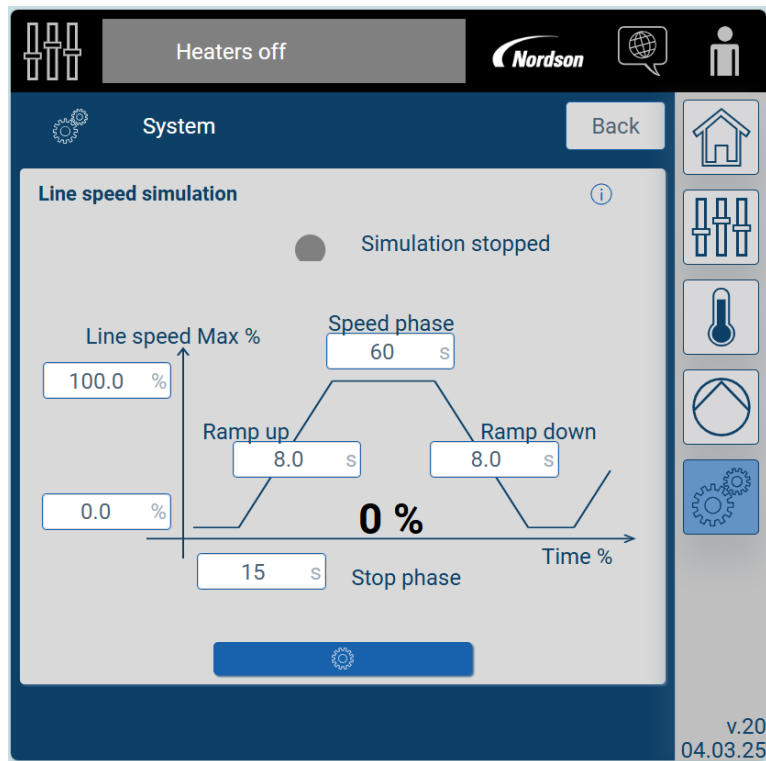 Heaters off
Nordson
System
Back
Line speed simulation
i
Simulation stopped
Speed phase
Line speed Max %
60 s
100.0 %
Ramp up
Ramp down
8.0 s
8.0 s
0.0 %
0 %
Time %
15 s
Stop phase
v.20
04.03.25